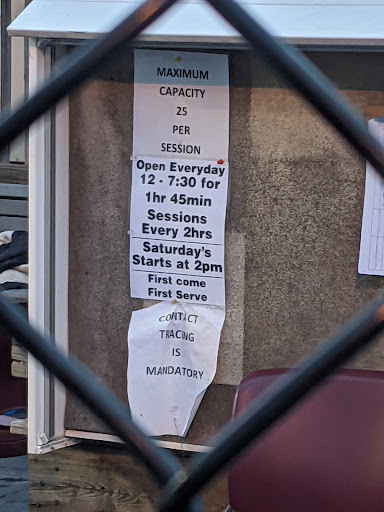 MAXIMUM
CAPACITY
25
PER
SESSION
Open Everyday
12 - 7:30 for
1hr 45min
Sessions
Every 2hrs
Saturday's
Starts at 2pm
First come
First Serve
CONTACT
TRACING
IS
MANDATORY